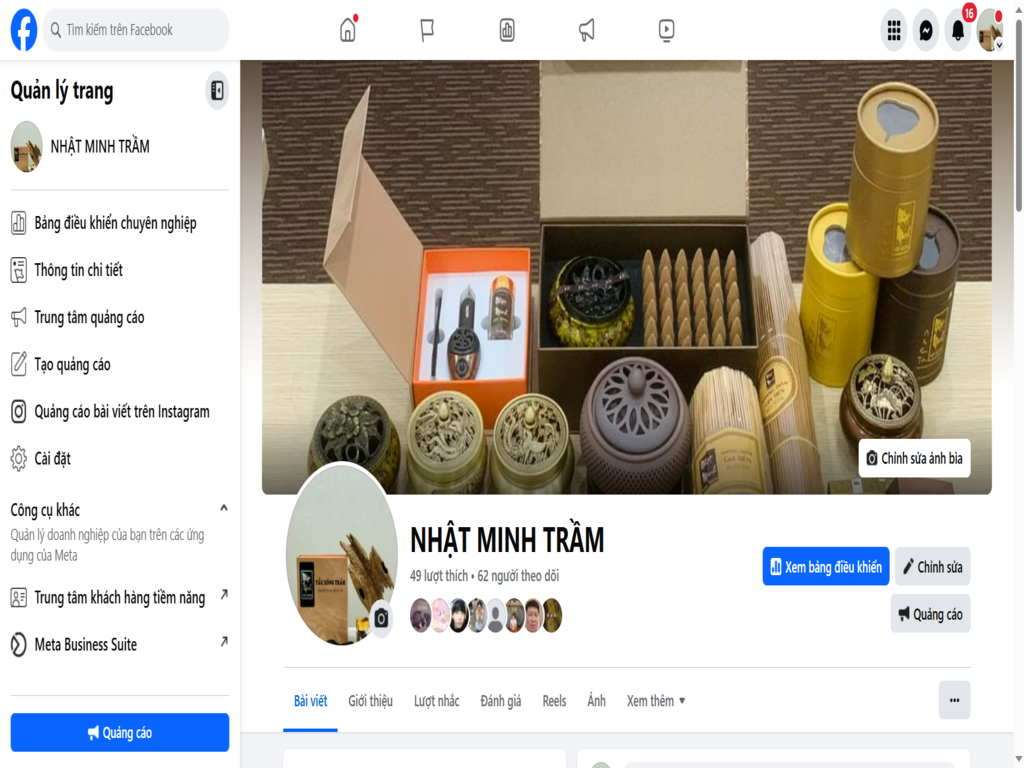 Tìm kiếm trên Facebook
16
Quản lý trang
NHẬT MINH TRẦM
Bảng điều khiển chuyên nghiệp
Thông tin chi tiết
Trung tâm quảng cáo
Tạo quảng cáo
Quảng cáo bài viết trên Instagram
Cài đặt
Công cụ khác
Quản lý doanh nghiệp của bạn trên các ứng
dụng của Meta
Trung tâm khách hàng tiềm năng
Meta Business Suite
Quảng cáo
Chỉnh sửa ảnh bìa
NHẬT MINH TRẦM
49 lượt thích • 62 người theo dõi
Xem bảng điều khiển
Chỉnh sửa
Quảng cáo
Bài viết
Giới thiệu
Lượt nhắc
Đánh giá
Reels
Ảnh
Xem thêm